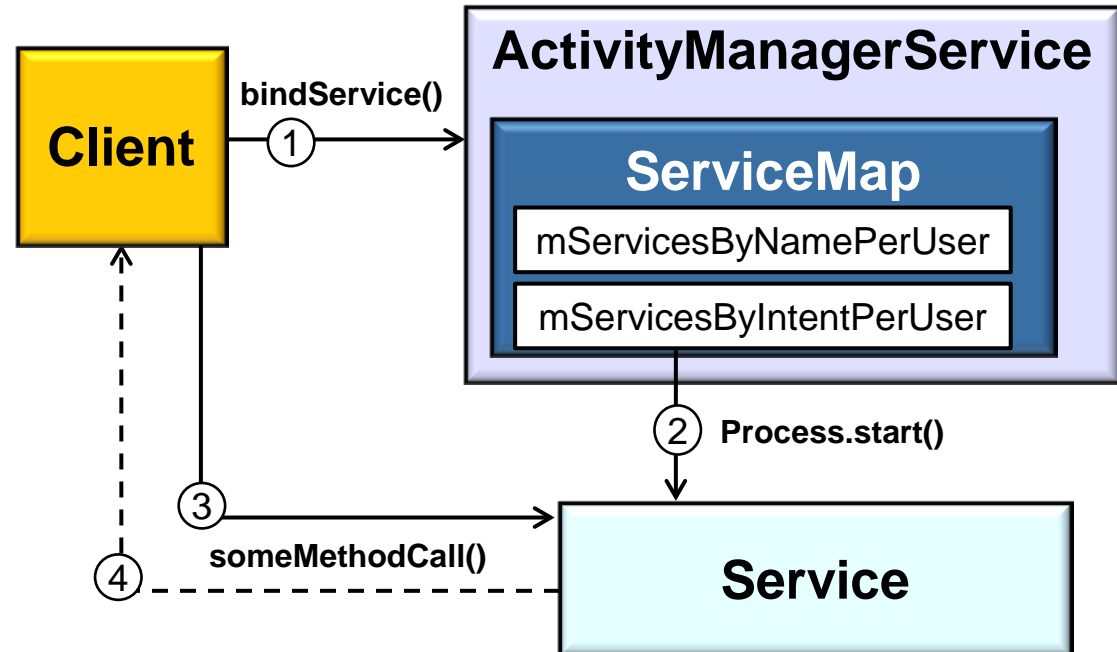 ActivityManagerService
bindService()
Client
1
ServiceMap
mServicesByNamePerUser
mServicesByIntentPerUser
2
Process.start()
3
someMethodCall()
4
Service